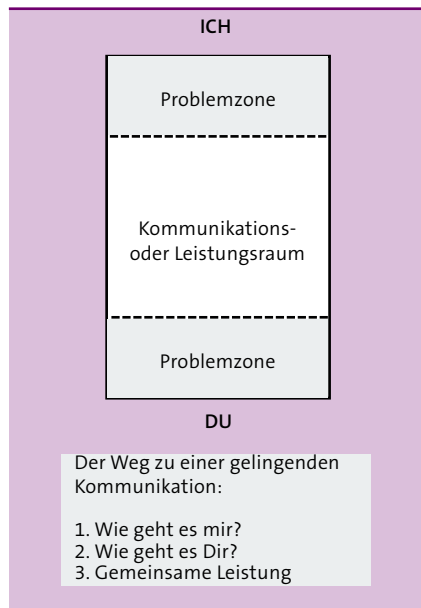 ICH
Problemzone
Kommunikations-
oder Leistungsraum
Problemzone
DU
Der Weg zu einer gelingenden
Kommunikation:
1. Wie geht es mir?
2. Wie geht es Dir?
3. Gemeinsame Leistung